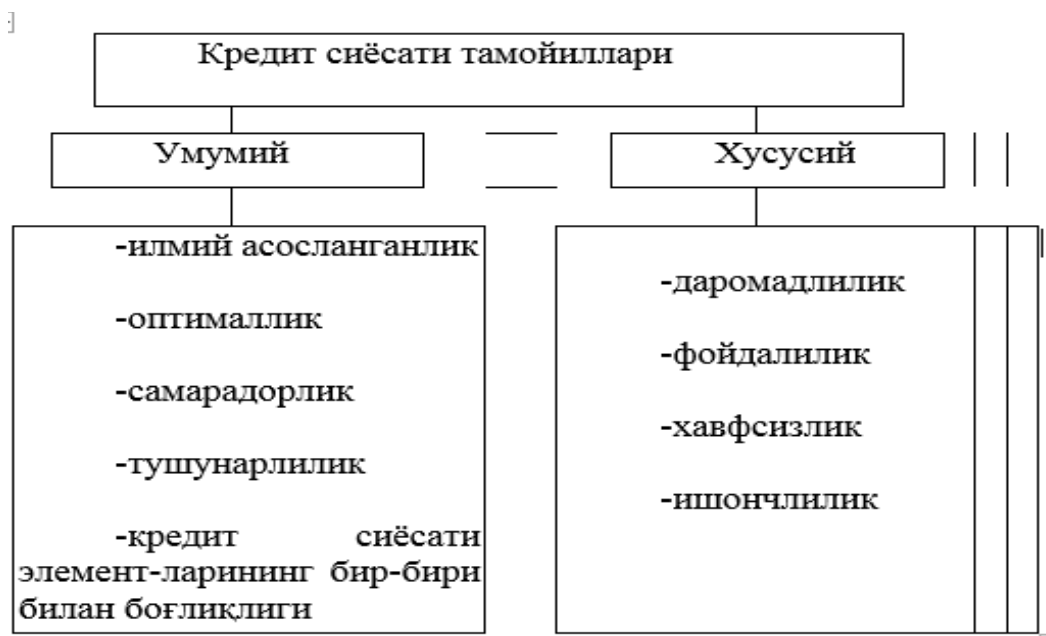 Кредит сиёсати тамойиллари
Умумий
Хусусий
-илмий асосланганлик
-оптималлик
-самарадорлик
-тушунарлилик
-кредит сиёсати
элемент-ларининг бир-бири
билан боғлиқлиги
-даромадлилик
-фойдалилик
-хавфсизлик
-ишончлилик